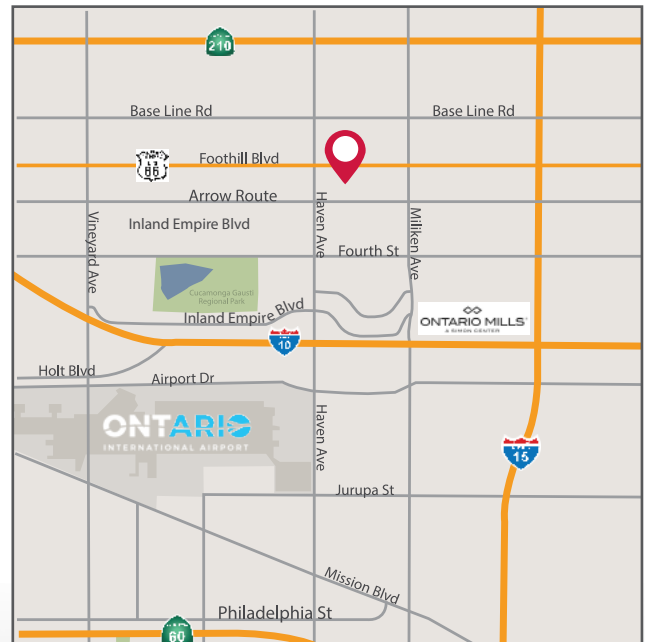 210
Base Line Rd
Base Line Rd
66
Foothill Blvd
Arrow Route
Inland Empire Blvd
Vineyard Ave
Haven Ave
Milliken Ave
Fourth St
Cucamonga Guasti
Regional Park
Inland Empire Blvd
10
ONTARIO MILLS
A SIMON CENTER
Holt Blvd
Airport Dr
ONTARIO
INTERNATIONAL AIRPORT
Haven Ave
15
Jurupa St
Mission Blvd
Philadelphia St
60